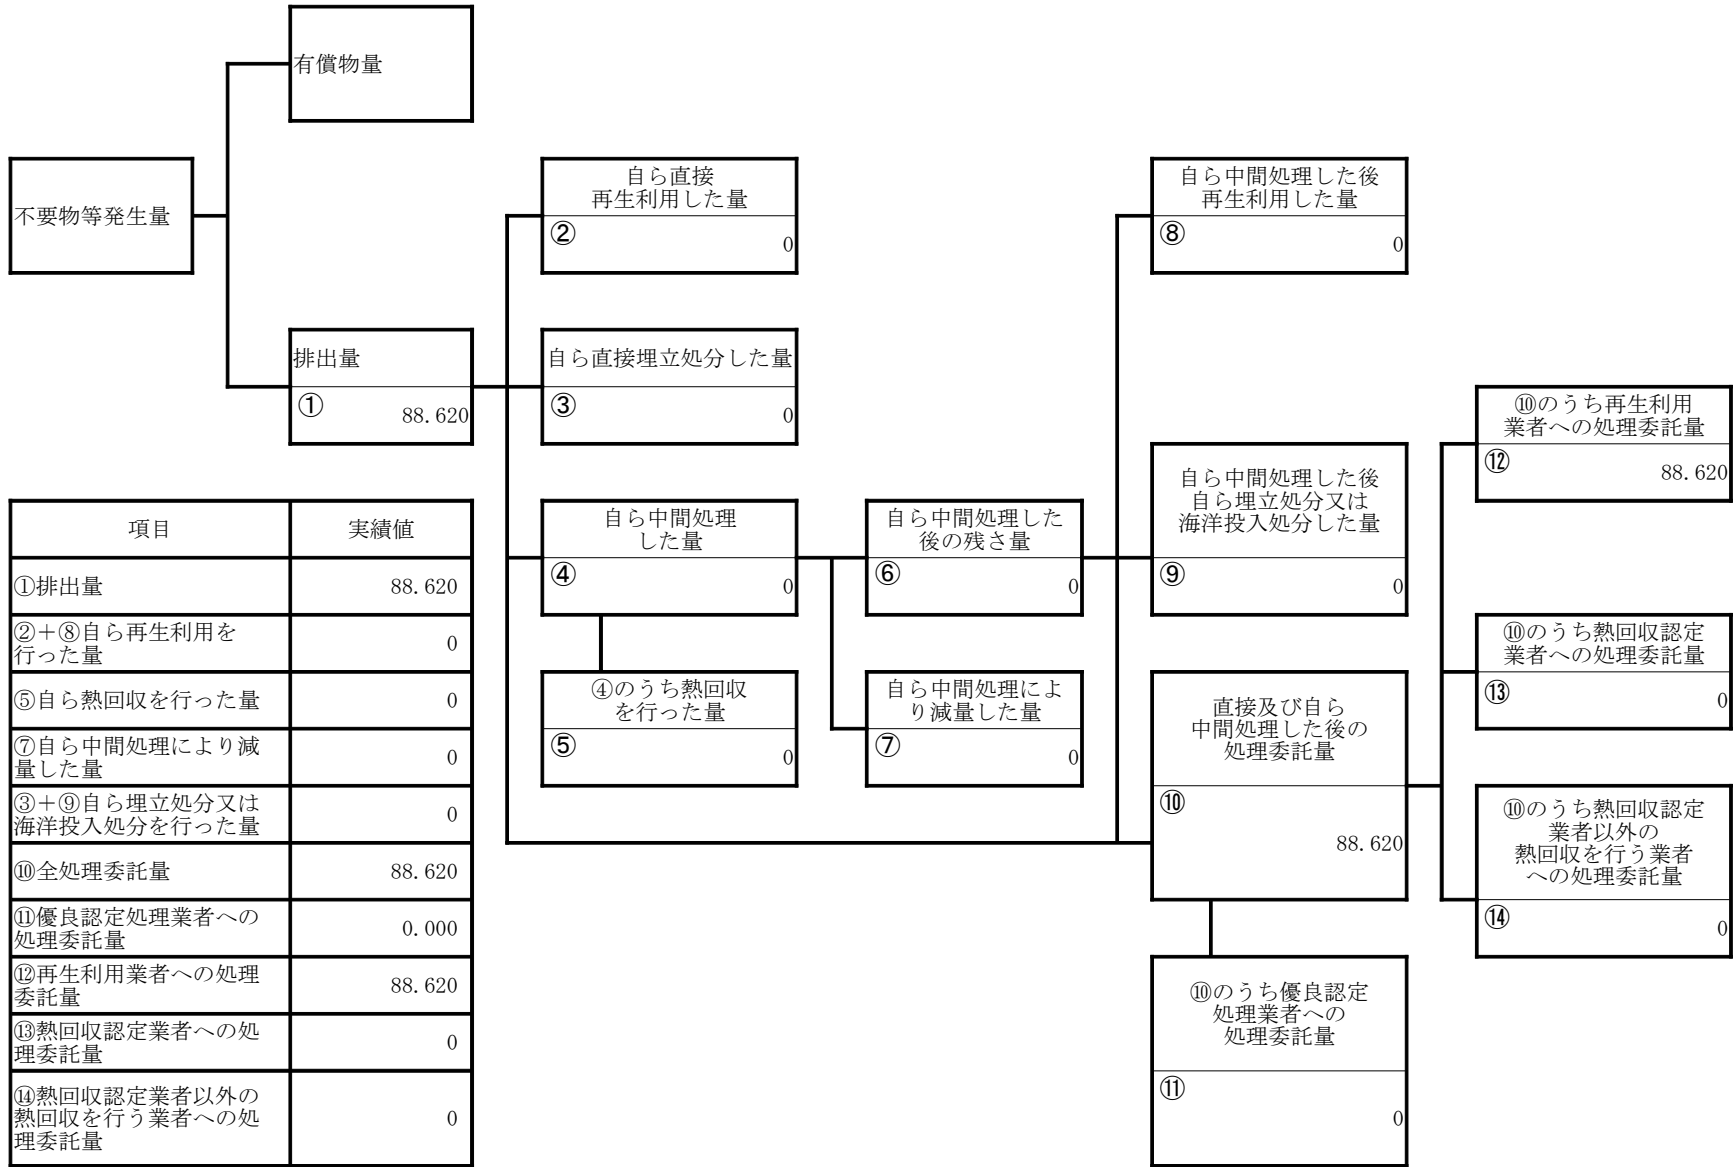 有償物量
不要物等発生量
自ら直接
再生利用した量
②
0
自ら中間処理した後
再生利用した量
⑧
0
排出量
①
88.620
自ら直接埋立処分した量
③
0
⑩のうち再生利用
業者への処理委託量
⑫
88.620
自ら中間処理した後
自ら埋立処分又は
海洋投入処分した量
⑨
0
自ら中間処理
した量
④
0
自ら中間処理した
後の残さ量
⑥
0
⑩のうち熱回収認定
業者への処理委託量
⑬
0
④のうち熱回収
を行った量
⑤
0
自ら中間処理によ
り減量した量
⑦
0
直接及び自ら
中間処理した後の
処理委託量
⑩
88.620
⑩のうち熱回収認定
業者以外の
熱回収を行う業者
への処理委託量
⑭
0
⑩のうち優良認定
処理業者への
処理委託量
⑪
0
項目 実績値
①排出量 88.620
②＋⑧自ら再生利用を
行った量 0
⑤自ら熱回収を行った量 0
⑦自ら中間処理により減
量した量 0
③＋⑨自ら埋立処分又は
海洋投入処分を行った量 0
⑩全処理委託量 88.620
⑪優良認定処理業者への
処理委託量 0.000
⑫再生利用業者への処理
委託量 88.620
⑬熱回収認定業者への処
理委託量 0
⑭熱回収認定業者以外の
熱回収を行う業者への処
理委託量 0